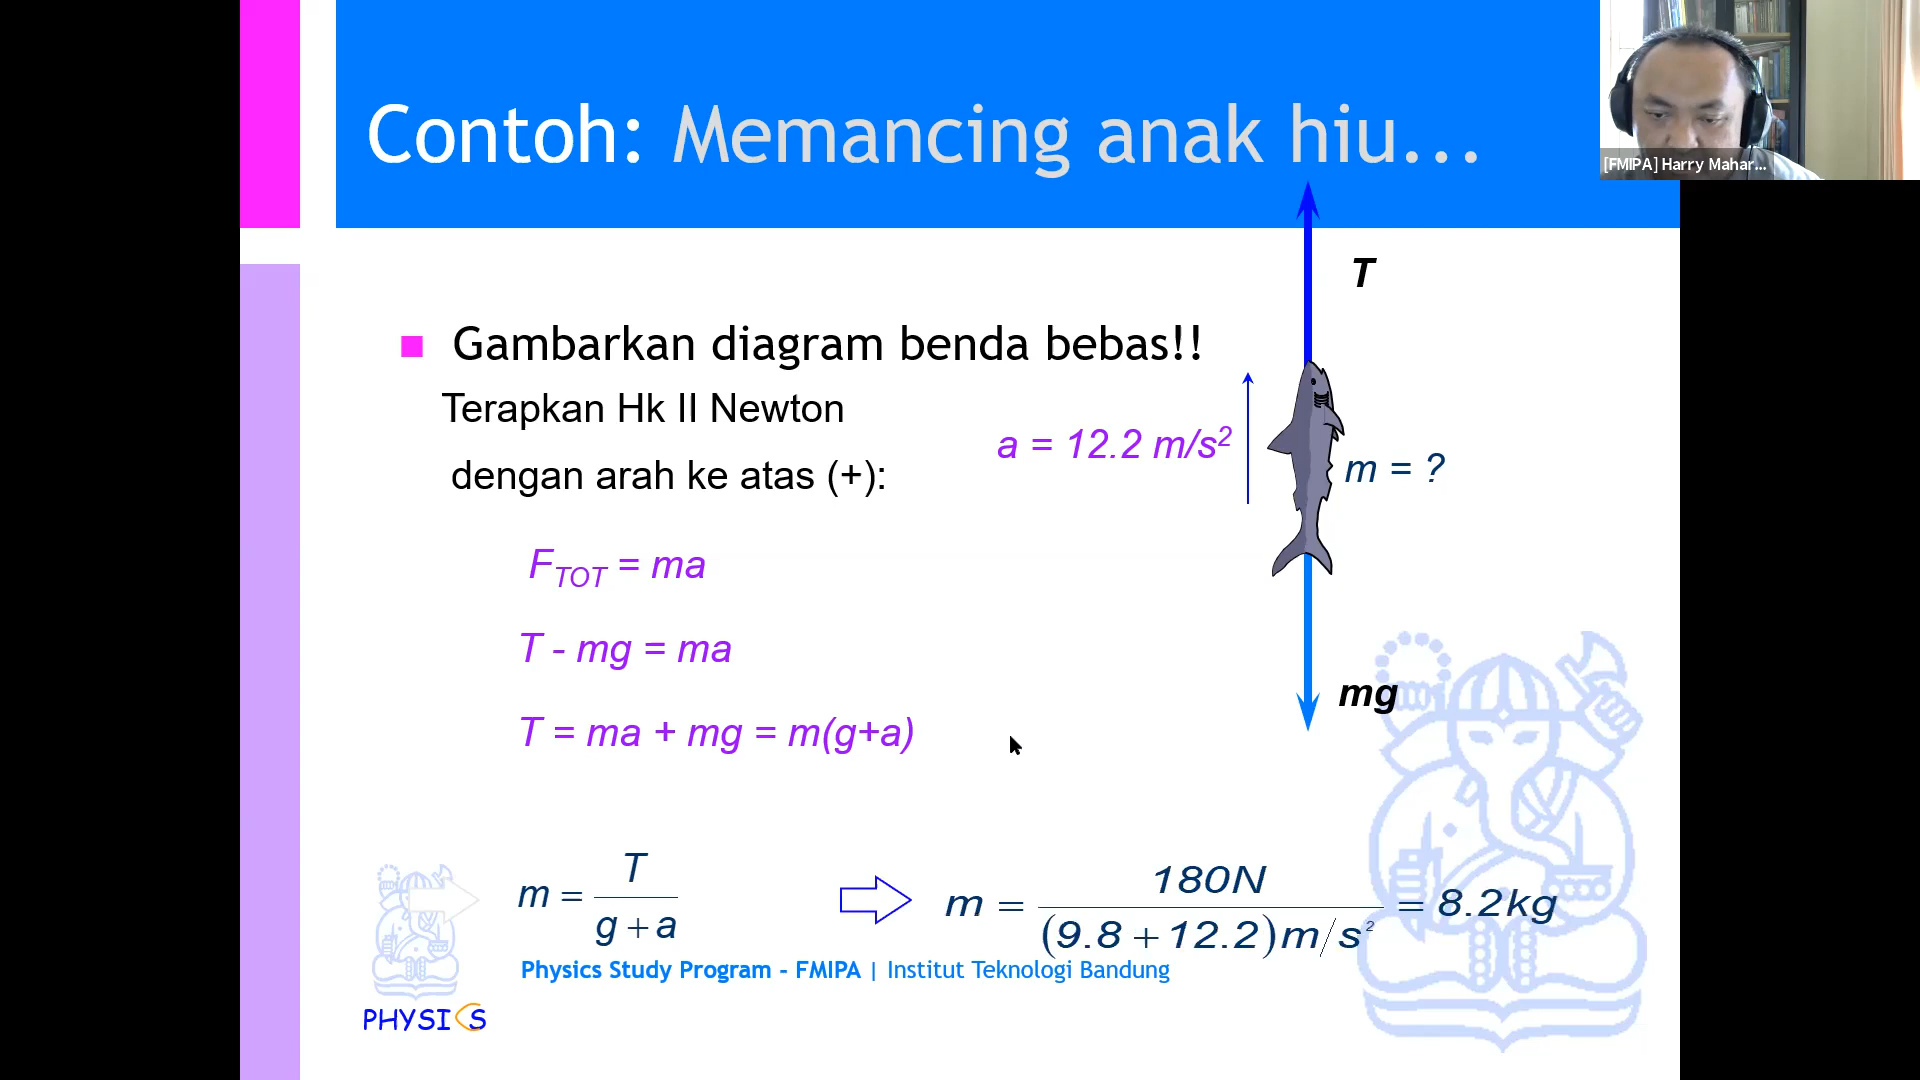 Contoh: Memancing anak hiu...
[FMIPA] Harry Mahar...
T
■ Gambarkan diagram benda bebas!!
Terapkan Hk II Newton
dengan arah ke atas (+):
a = 12.2 m/s²
m = ?
F_TOT = ma
T - mg = ma
mg
T = ma + mg = m(g+a)
m = T / (g + a)
m = 180N / (9.8 + 12.2)m/s² = 8.2kg
Physics Study Program - FMIPA | Institut Teknologi Bandung
PHYSICS